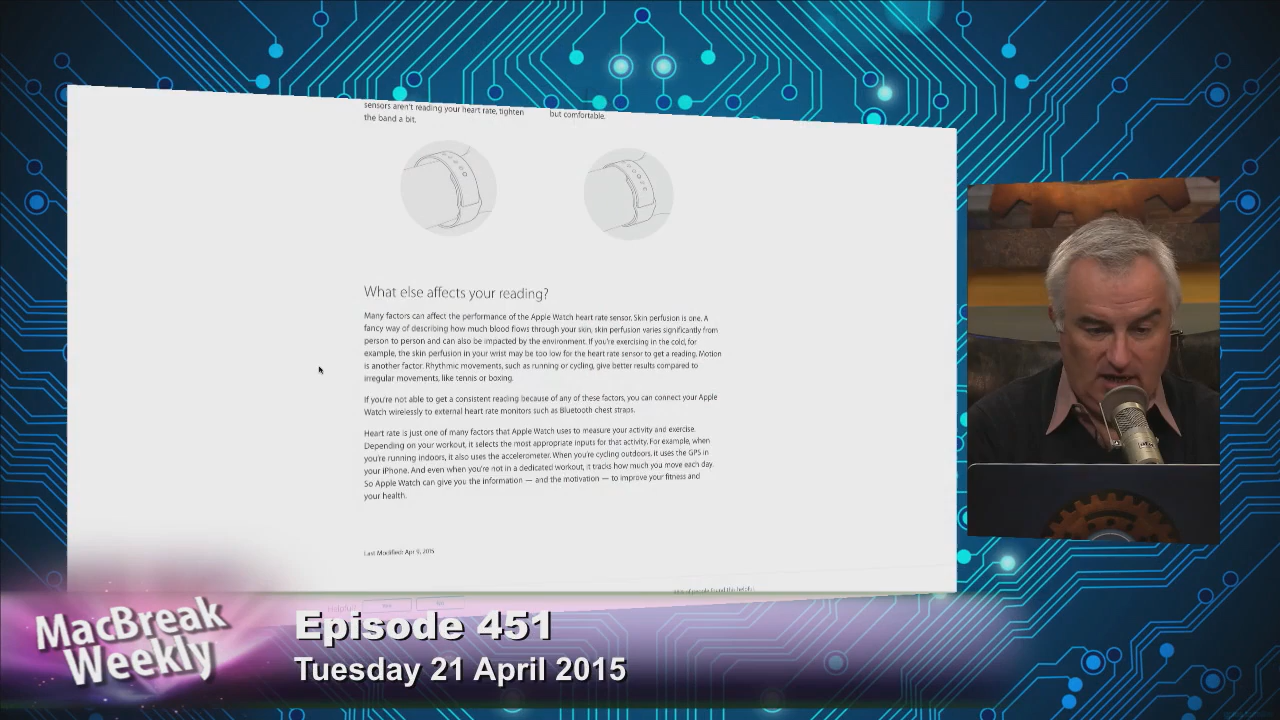 sensors aren't reading your heart rate, tighten
the band a bit.
but comfortable.
What else affects your reading?
Many factors can affect the performance of the Apple Watch heart rate sensor. Skin perfusion is one. A
fancy way of describing how much blood flows through your skin, skin perfusion varies significantly from
person to person and can also be impacted by the environment. If you're exercising in the cold, for
example, the skin perfusion in your wrist may be too low for the heart rate sensor to get a reading. Motion
is another factor. Rhythmic movements, such as running or cycling, give better results compared to
irregular movements, like tennis or boxing.
If you're not able to get a consistent reading because of any of these factors, you can connect your Apple
Watch wirelessly to external heart rate monitors such as Bluetooth chest straps.
Heart rate is just one of many factors that Apple Watch uses to measure your activity and exercise.
Depending on your workout, it selects the most appropriate inputs for that activity. For example, when
you're running indoors, it also uses the accelerometer. When you're cycling outdoors, it uses the GPS in
your iPhone. And even when you're not in a dedicated workout, it tracks how much you move each day.
So Apple Watch can give you the information — and the motivation — to improve your fitness and
your health.
Last Modified: Apr 9, 2015
Helpful?
of people found this helpful
MacBreak
Weekly
Episode 451
Tuesday 21 April 2015